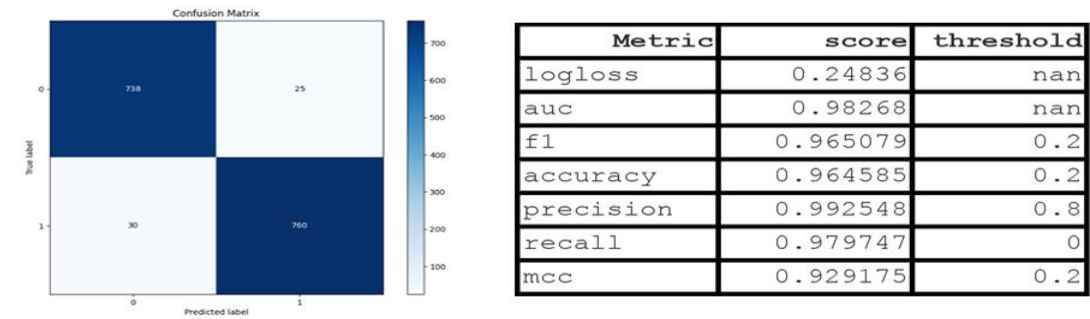 Confusion Matrix
True label
0
738
25
1
30
760
0
1
Predicted label
700
600
500
400
300
200
100
Metric score threshold
logloss 0.24836 nan
auc 0.98268 nan
f1 0.965079 0.2
accuracy 0.964585 0.2
precision 0.992548 0.8
recall 0.979747 0
mcc 0.929175 0.2